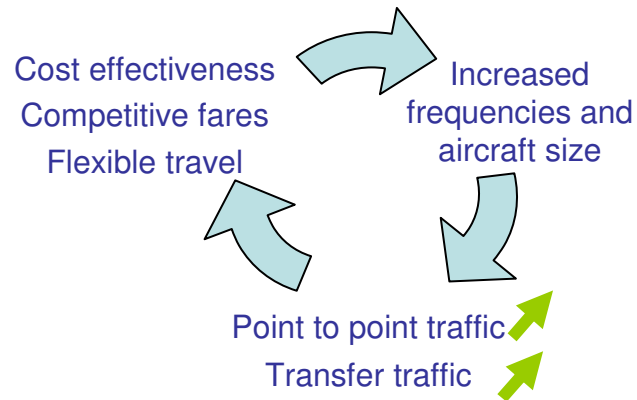 Cost effectiveness
Competitive fares
Flexible travel
Increased
frequencies and
aircraft size
Point to point traffic
Transfer traffic